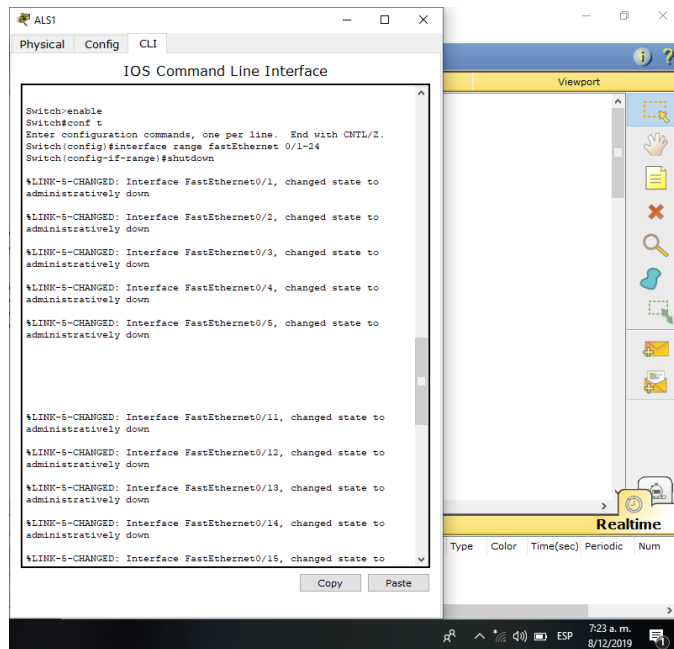 ALS1
Physical Config CLI
IOS Command Line Interface
Switch>enable
Switch#conf t
Enter configuration commands, one per line. End with CNTL/Z.
Switch(config)#interface range fastEthernet 0/1-24
Switch(config-if-range)#shutdown
%LINK-5-CHANGED: Interface FastEthernet0/1, changed state to
administratively down
%LINK-5-CHANGED: Interface FastEthernet0/2, changed state to
administratively down
%LINK-5-CHANGED: Interface FastEthernet0/3, changed state to
administratively down
%LINK-5-CHANGED: Interface FastEthernet0/4, changed state to
administratively down
%LINK-5-CHANGED: Interface FastEthernet0/5, changed state to
administratively down
%LINK-5-CHANGED: Interface FastEthernet0/11, changed state to
administratively down
%LINK-5-CHANGED: Interface FastEthernet0/12, changed state to
administratively down
%LINK-5-CHANGED: Interface FastEthernet0/13, changed state to
administratively down
%LINK-5-CHANGED: Interface FastEthernet0/14, changed state to
administratively down
%LINK-5-CHANGED: Interface FastEthernet0/15, changed state to
Copy Paste
Viewport
Realtime
Type Color Time(sec) Periodic Num
ESP
7:23 a. m.
8/12/2019
1